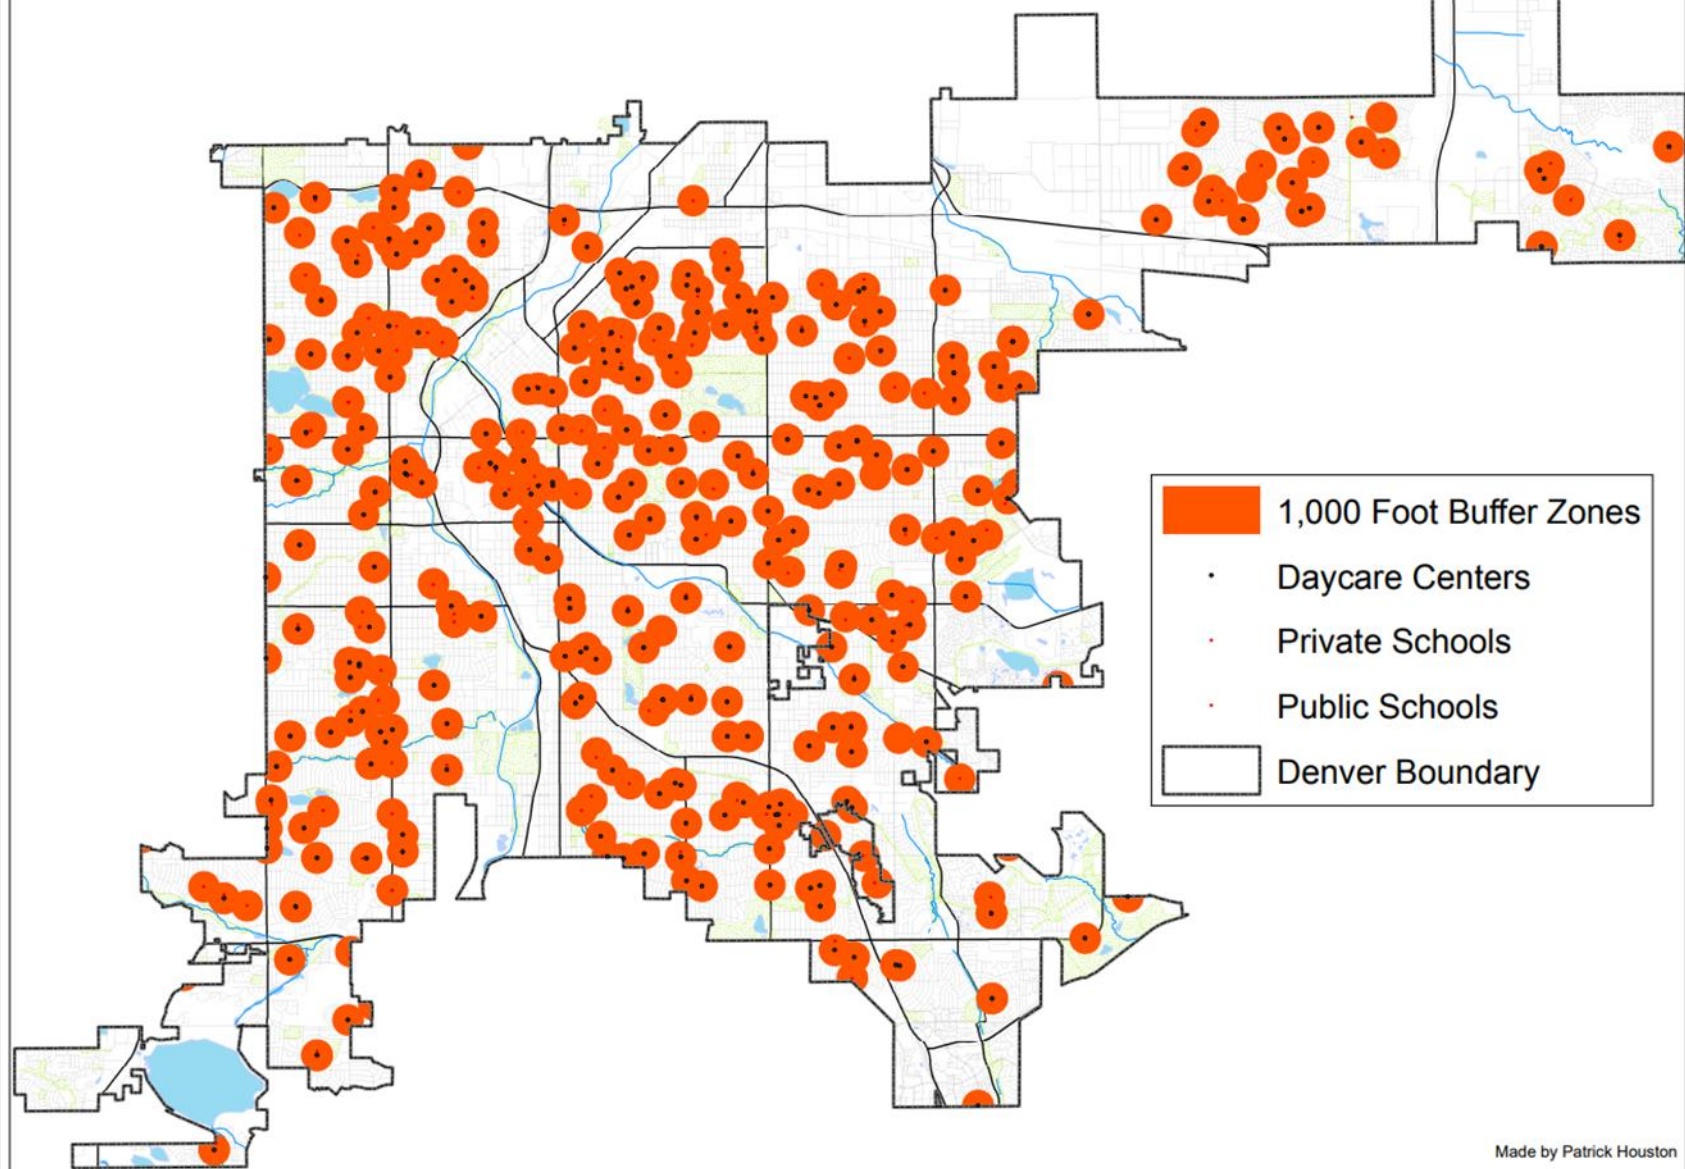 1,000 Foot Buffer Zones
Daycare Centers
Private Schools
Public Schools
Denver Boundary
Made by Patrick Houston